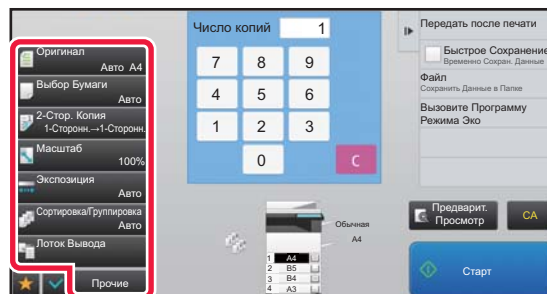 Оригинал
Авто A4
Выбор Бумаги
Авто
2-Стор. Копия
1-Сторонн.→1-Сторонн.
Масштаб
100%
Экспозиция
Авто
Сортировка/Группировка
Авто
Лоток Вывода
Прочие
Число копий 1
7 8 9
4 5 6
1 2 3
0 C
Обычная
A4
1 A4
2 B5
3 B4
4 A3
Передать после печати
Быстрое Сохранение
Временно Сохран. Данные
Файл
Сохранить Данные в Папке
Вызовите Программу
Режима Эко
Предварит.
Просмотр
CA
Старт